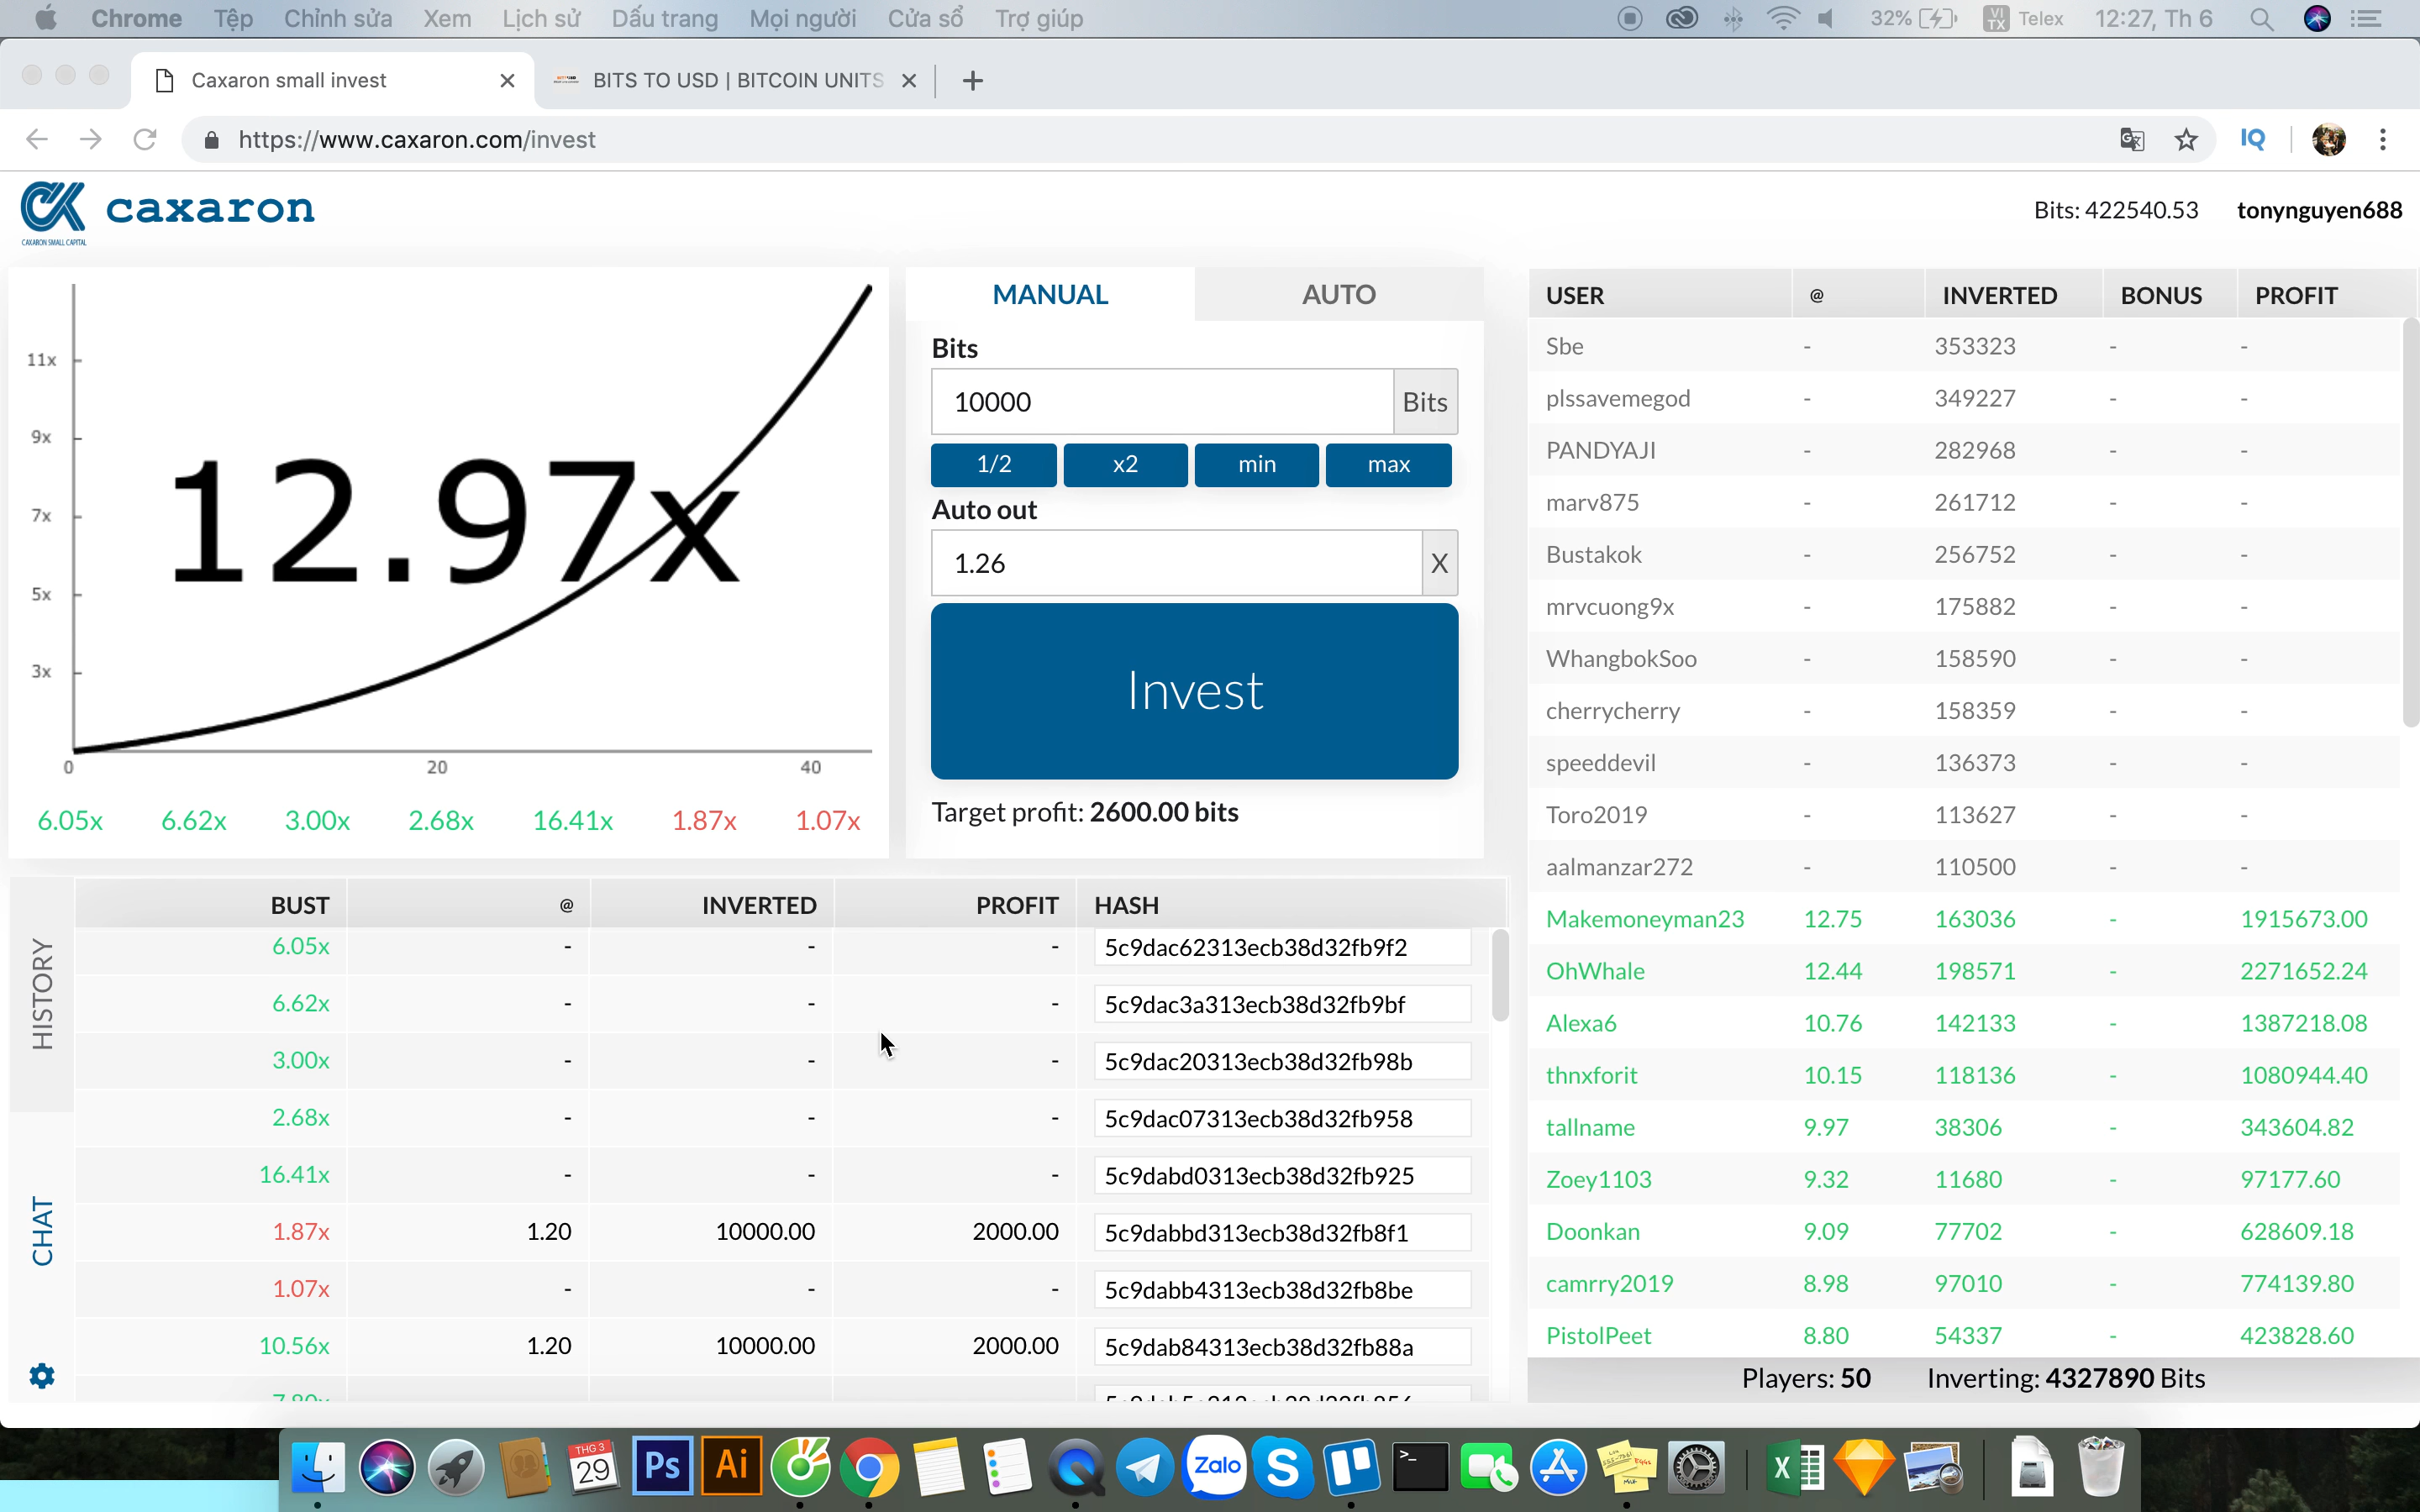 Chrome Tệp Chỉnh sửa Xem Lịch sử Dấu trang Mọi người Cửa sổ Trợ giúp 32% VI TX Telex 12:27, Th 6
Caxaron small invest BITS TO USD | BITCOIN UNITS
https://www.caxaron.com/invest IQ
caxaron
CAXARON SMALL CAPITAL
Bits: 422540.53 tonynguyen688
11x
9x
7x
5x
3x
12.97x
0 20 40
6.05x 6.62x 3.00x 2.68x 16.41x 1.87x 1.07x
MANUAL AUTO
Bits
10000 Bits
1/2 x2 min max
Auto out
1.26 X
Invest
Target profit: 2600.00 bits
USER @ INVERTED BONUS PROFIT
Sbe - 353323 - -
plssavemegod - 349227 - -
PANDYAJI - 282968 - -
marv875 - 261712 - -
Bustakok - 256752 - -
mrvcuong9x - 175882 - -
WhangbokSoo - 158590 - -
cherrycherry - 158359 - -
speeddevil - 136373 - -
Toro2019 - 113627 - -
aalmanzar272 - 110500 - -
Makemoneyman23 12.75 163036 - 1915673.00
OhWhale 12.44 198571 - 2271652.24
Alexa6 10.76 142133 - 1387218.08
thnxforit 10.15 118136 - 1080944.40
tallname 9.97 38306 - 343604.82
Zoey1103 9.32 11680 - 97177.60
Doonkan 9.09 77702 - 628609.18
camrry2019 8.98 97010 - 774139.80
PistolPeet 8.80 54337 - 423828.60
Players: 50 Inverting: 4327890 Bits
HISTORY
CHAT
BUST @ INVERTED PROFIT HASH
6.05x - - - 5c9dac62313ecb38d32fb9f2
6.62x - - - 5c9dac3a313ecb38d32fb9bf
3.00x - - - 5c9dac20313ecb38d32fb98b
2.68x - - - 5c9dac07313ecb38d32fb958
16.41x - - - 5c9dabd0313ecb38d32fb925
1.87x 1.20 10000.00 2000.00 5c9dabbd313ecb38d32fb8f1
1.07x - - - 5c9dabb4313ecb38d32fb8be
10.56x 1.20 10000.00 2000.00 5c9dab84313ecb38d32fb88a
THG 3
29
Ps Ai Zalo S X